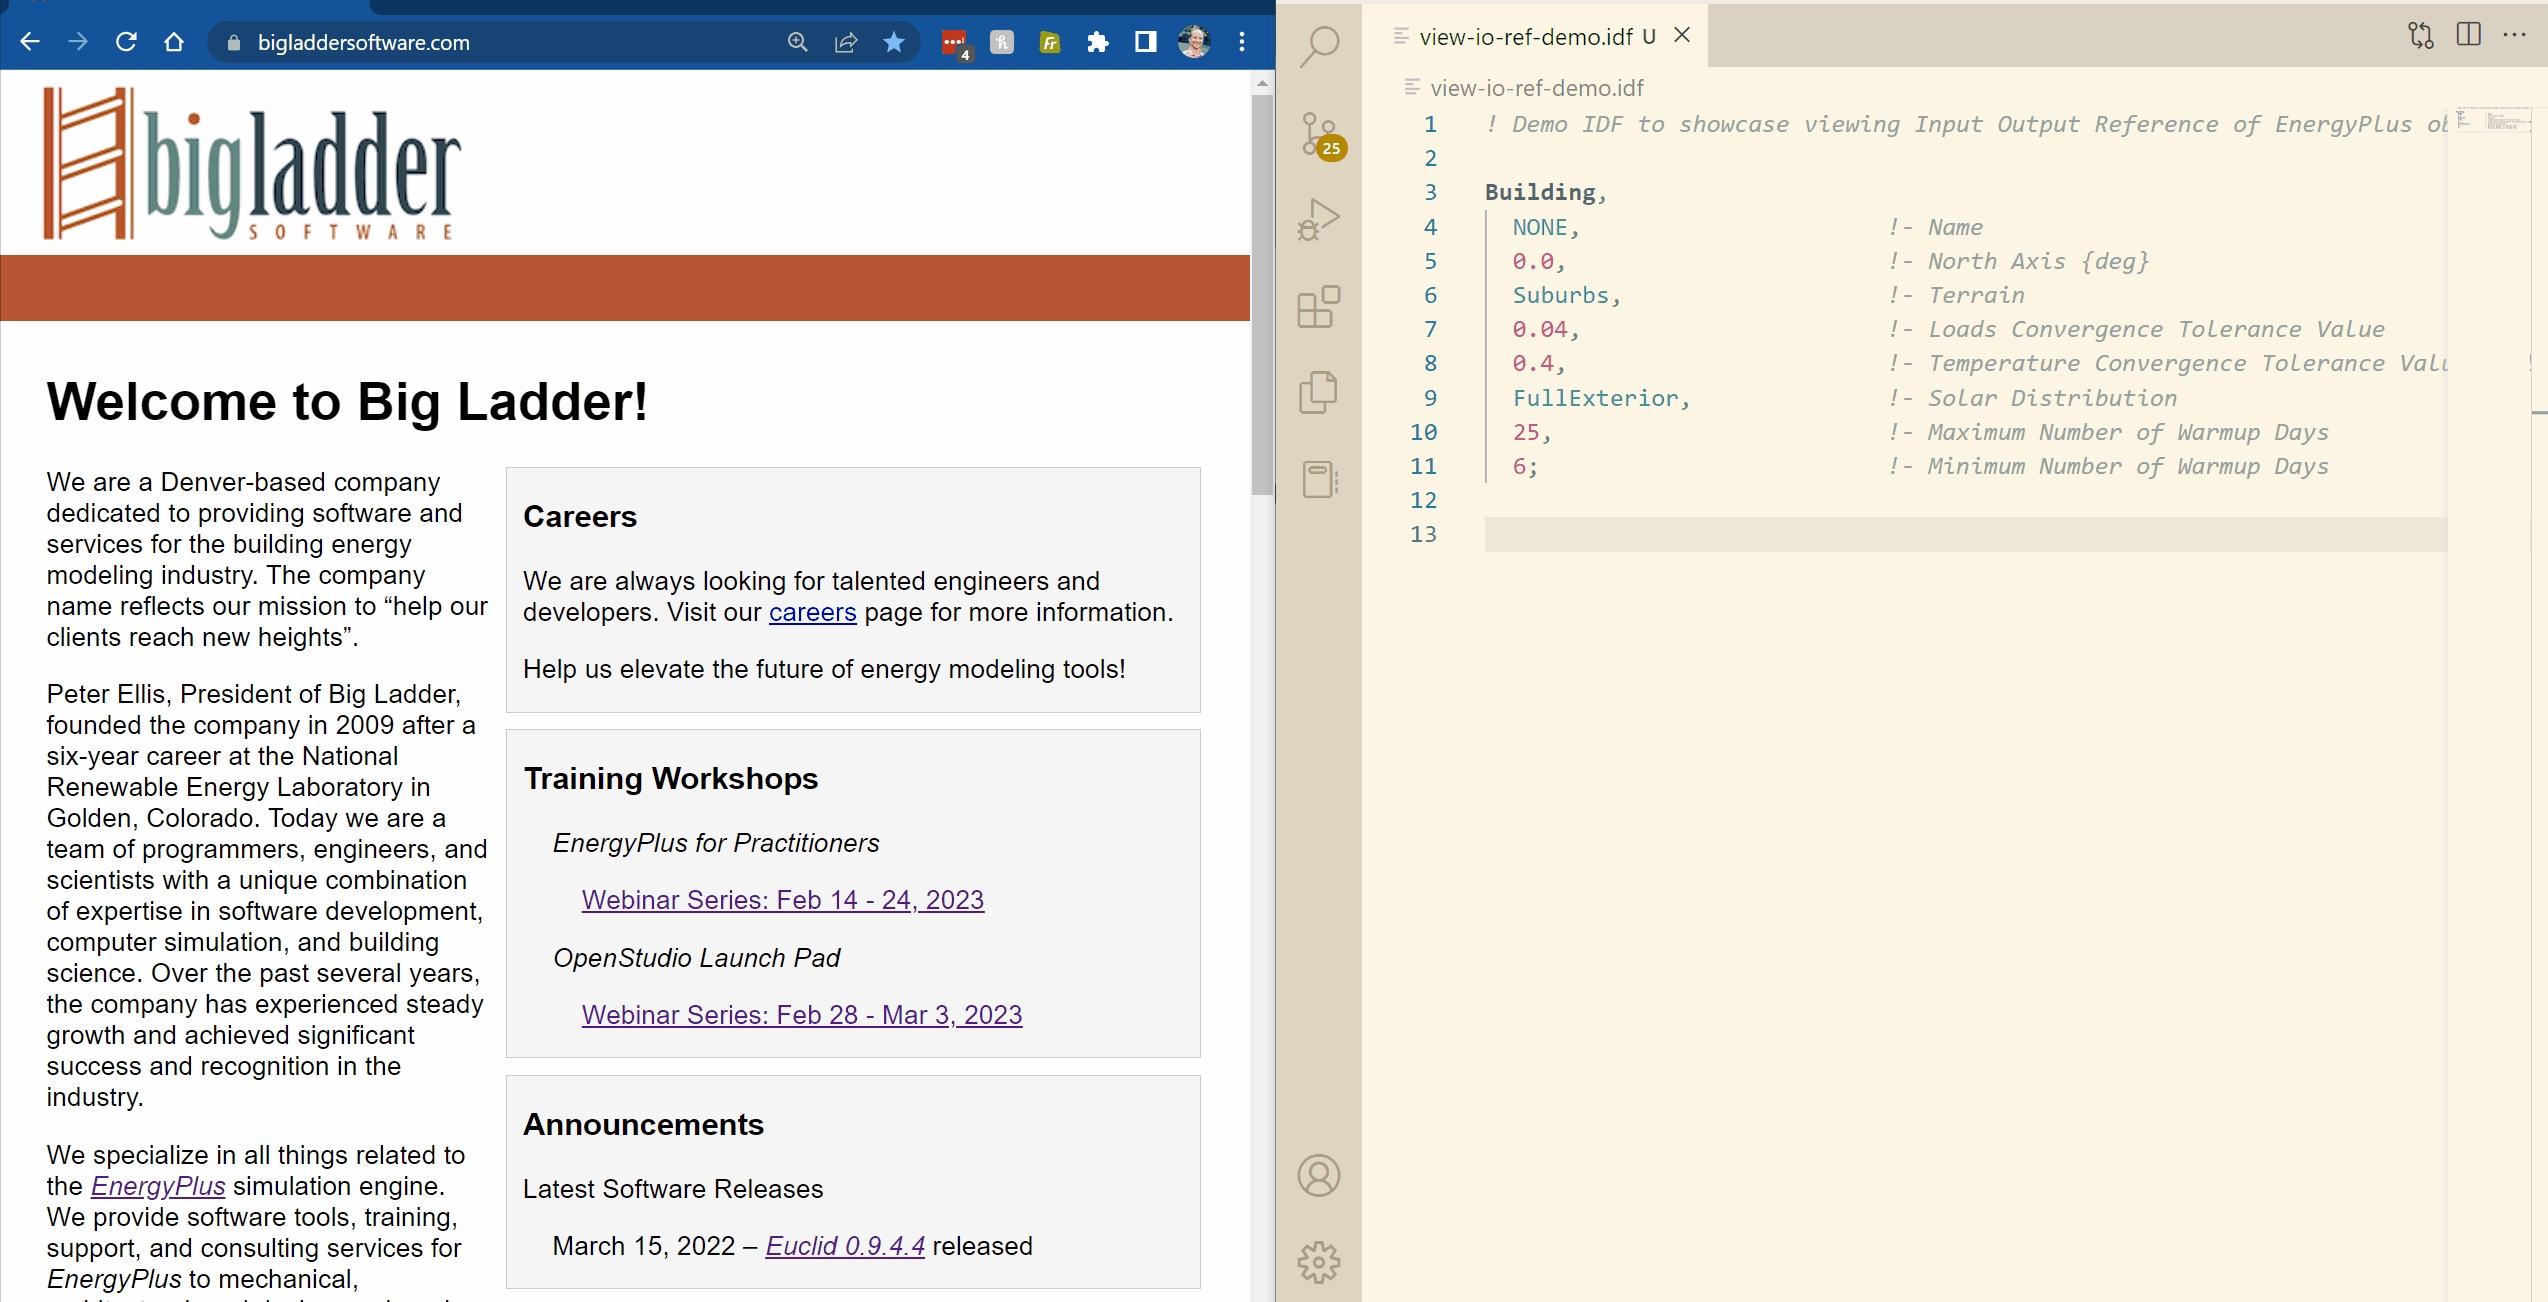 bigladdersoftware.com
4
bigladder
SOFTWARE
Welcome to Big Ladder!
We are a Denver-based company
dedicated to providing software and
services for the building energy
modeling industry. The company
name reflects our mission to “help our
clients reach new heights”.
Peter Ellis, President of Big Ladder,
founded the company in 2009 after a
six-year career at the National
Renewable Energy Laboratory in
Golden, Colorado. Today we are a
team of programmers, engineers, and
scientists with a unique combination
of expertise in software development,
computer simulation, and building
science. Over the past several years,
the company has experienced steady
growth and achieved significant
success and recognition in the
industry.
We specialize in all things related to
the EnergyPlus simulation engine.
We provide software tools, training,
support, and consulting services for
EnergyPlus to mechanical,
Careers
We are always looking for talented engineers and
developers. Visit our careers page for more information.
Help us elevate the future of energy modeling tools!
Training Workshops
EnergyPlus for Practitioners
Webinar Series: Feb 14 - 24, 2023
OpenStudio Launch Pad
Webinar Series: Feb 28 - Mar 3, 2023
Announcements
Latest Software Releases
March 15, 2022 – Euclid 0.9.4.4 released
25
view-io-ref-demo.idf U
view-io-ref-demo.idf
1 ! Demo IDF to showcase viewing Input Output Reference of EnergyPlus
2
3 Building,
4 NONE, !- Name
5 0.0, !- North Axis {deg}
6 Suburbs, !- Terrain
7 0.04, !- Loads Convergence Tolerance Value
8 0.4, !- Temperature Convergence Tolerance
9 FullExterior, !- Solar Distribution
10 25, !- Maximum Number of Warmup Days
11 6; !- Minimum Number of Warmup Days
12
13